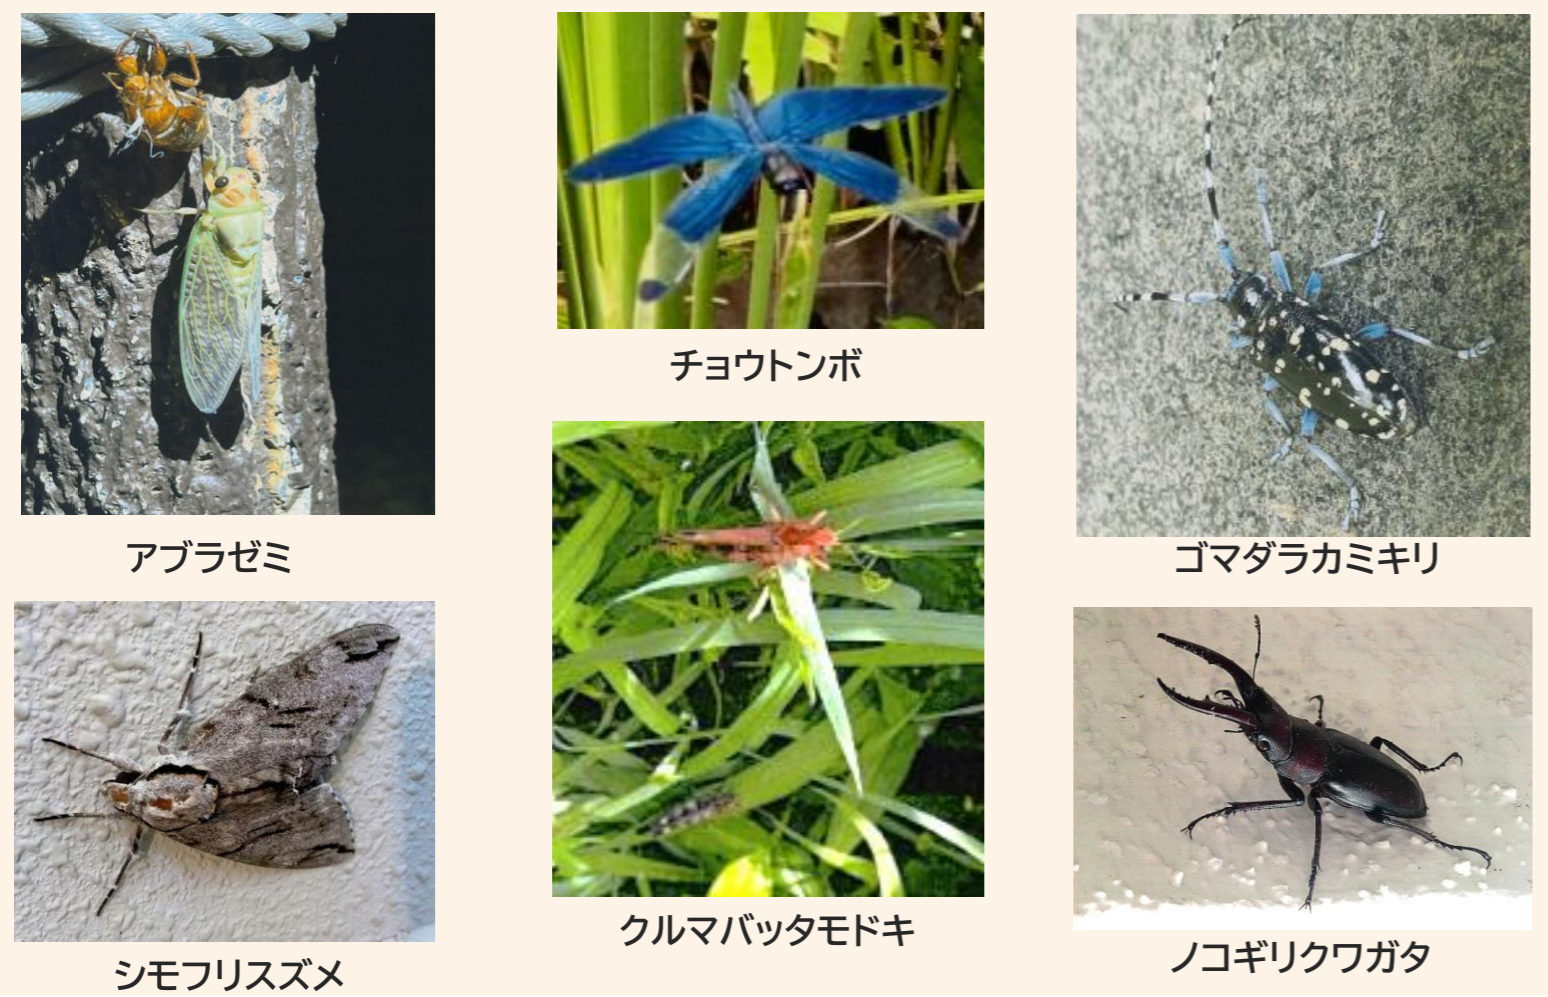 アブラゼミ
チョウトンボ
ゴマダラカミキリ
シモフリスズメ
クルマバッタモドキ
ノコギリクワガタ